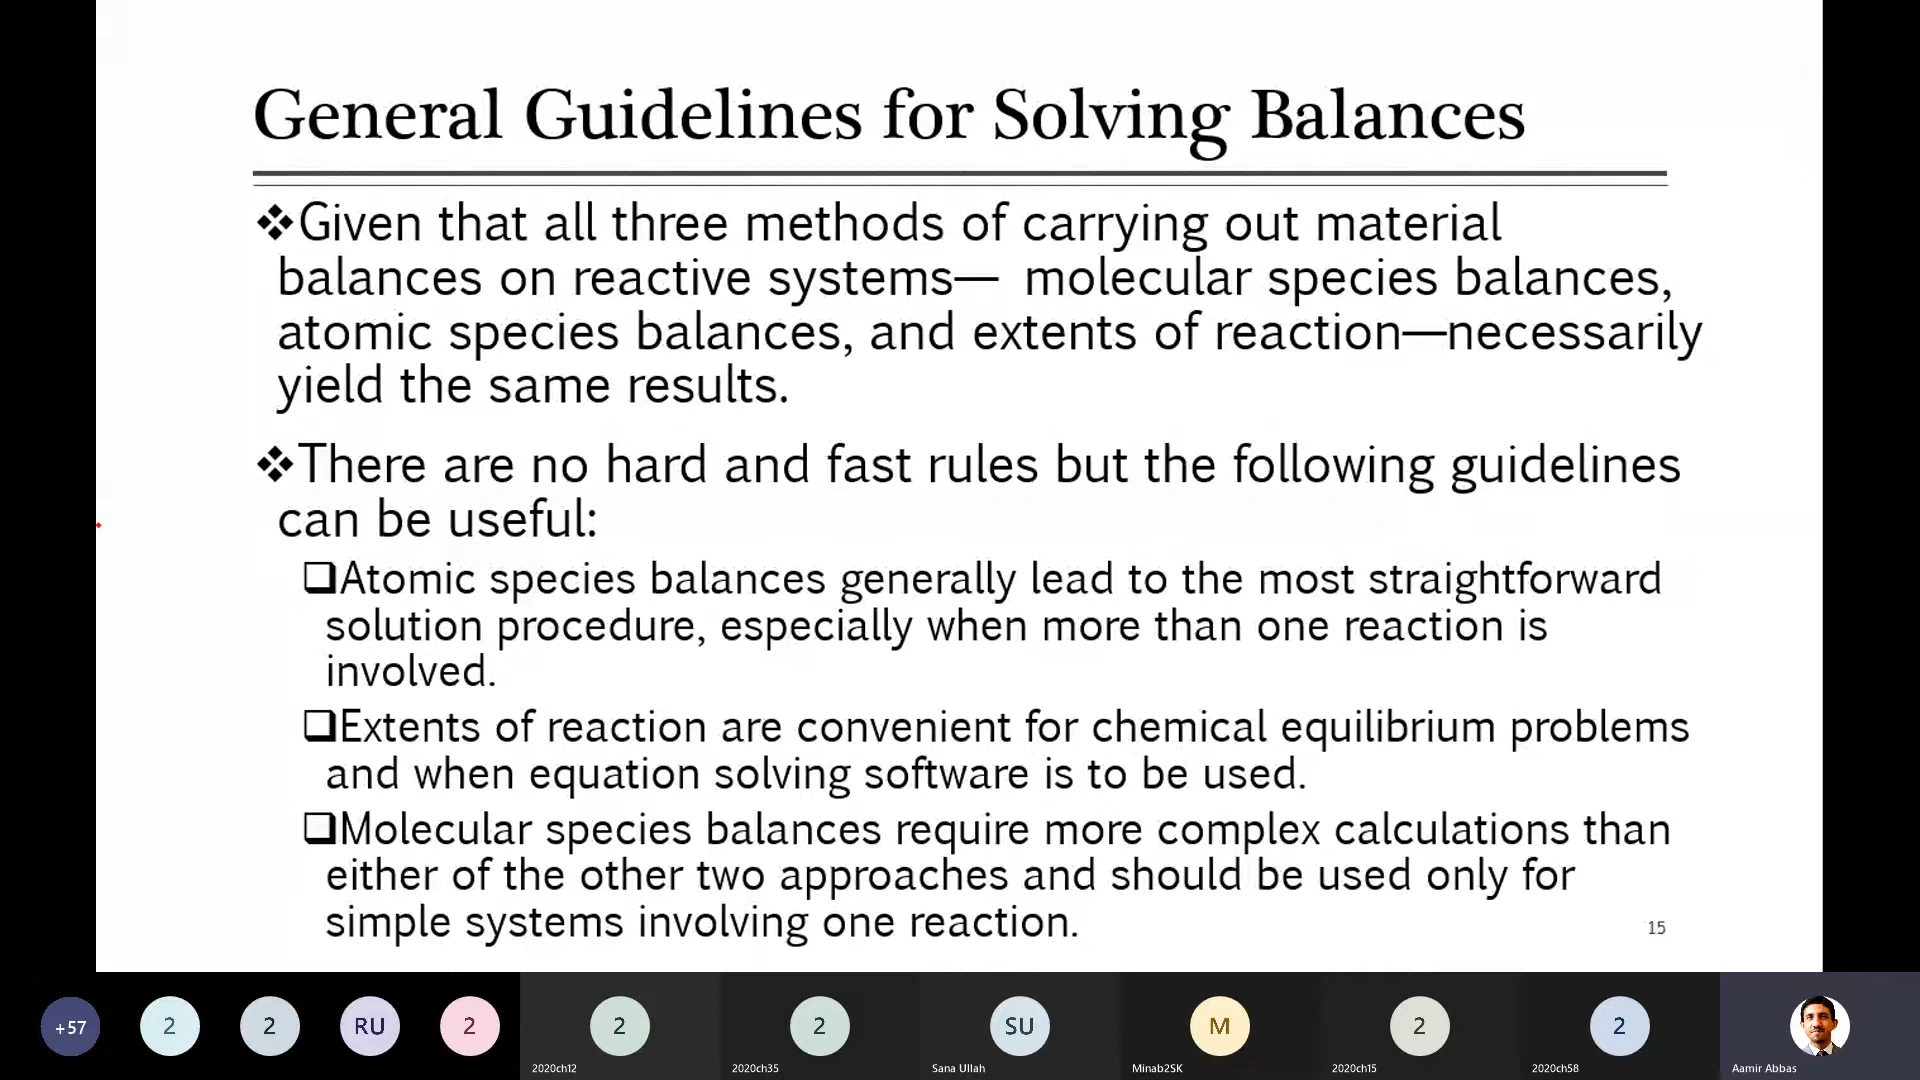 General Guidelines for Solving Balances
❖Given that all three methods of carrying out material
balances on reactive systems— molecular species balances,
atomic species balances, and extents of reaction—necessarily
yield the same results.
❖There are no hard and fast rules but the following guidelines
can be useful:
❑Atomic species balances generally lead to the most straightforward
solution procedure, especially when more than one reaction is
involved.
❑Extents of reaction are convenient for chemical equilibrium problems
and when equation solving software is to be used.
❑Molecular species balances require more complex calculations than
either of the other two approaches and should be used only for
simple systems involving one reaction.
15
+57 2 2 RU 2 2 2 SU M 2 2
2020ch12 2020ch35 Sana Ullah Minab2SK 2020ch15 2020ch58 Aamir Abbas